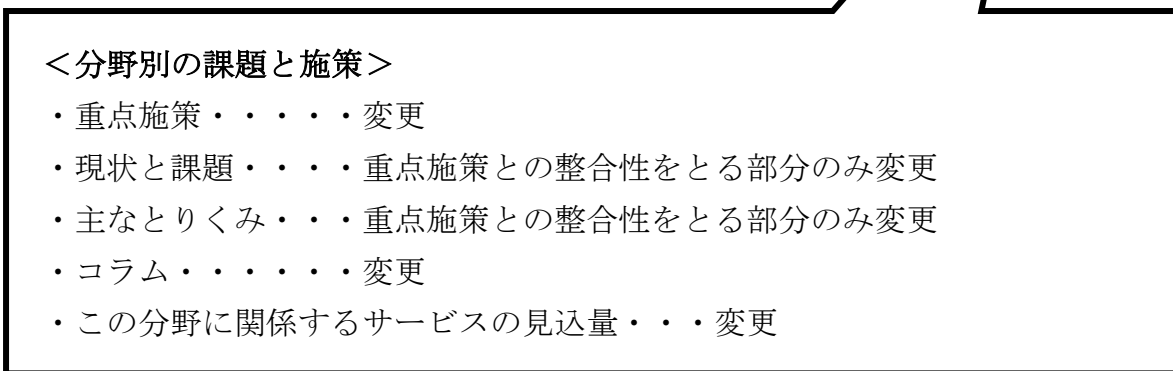 ＜分野別の課題と施策＞
・重点施策・・・・・変更
・現状と課題・・・・重点施策との整合性をとる部分のみ変更
・主なとりくみ・・・重点施策との整合性をとる部分のみ変更
・コラム・・・・・・変更
・この分野に関係するサービスの見込量・・・変更